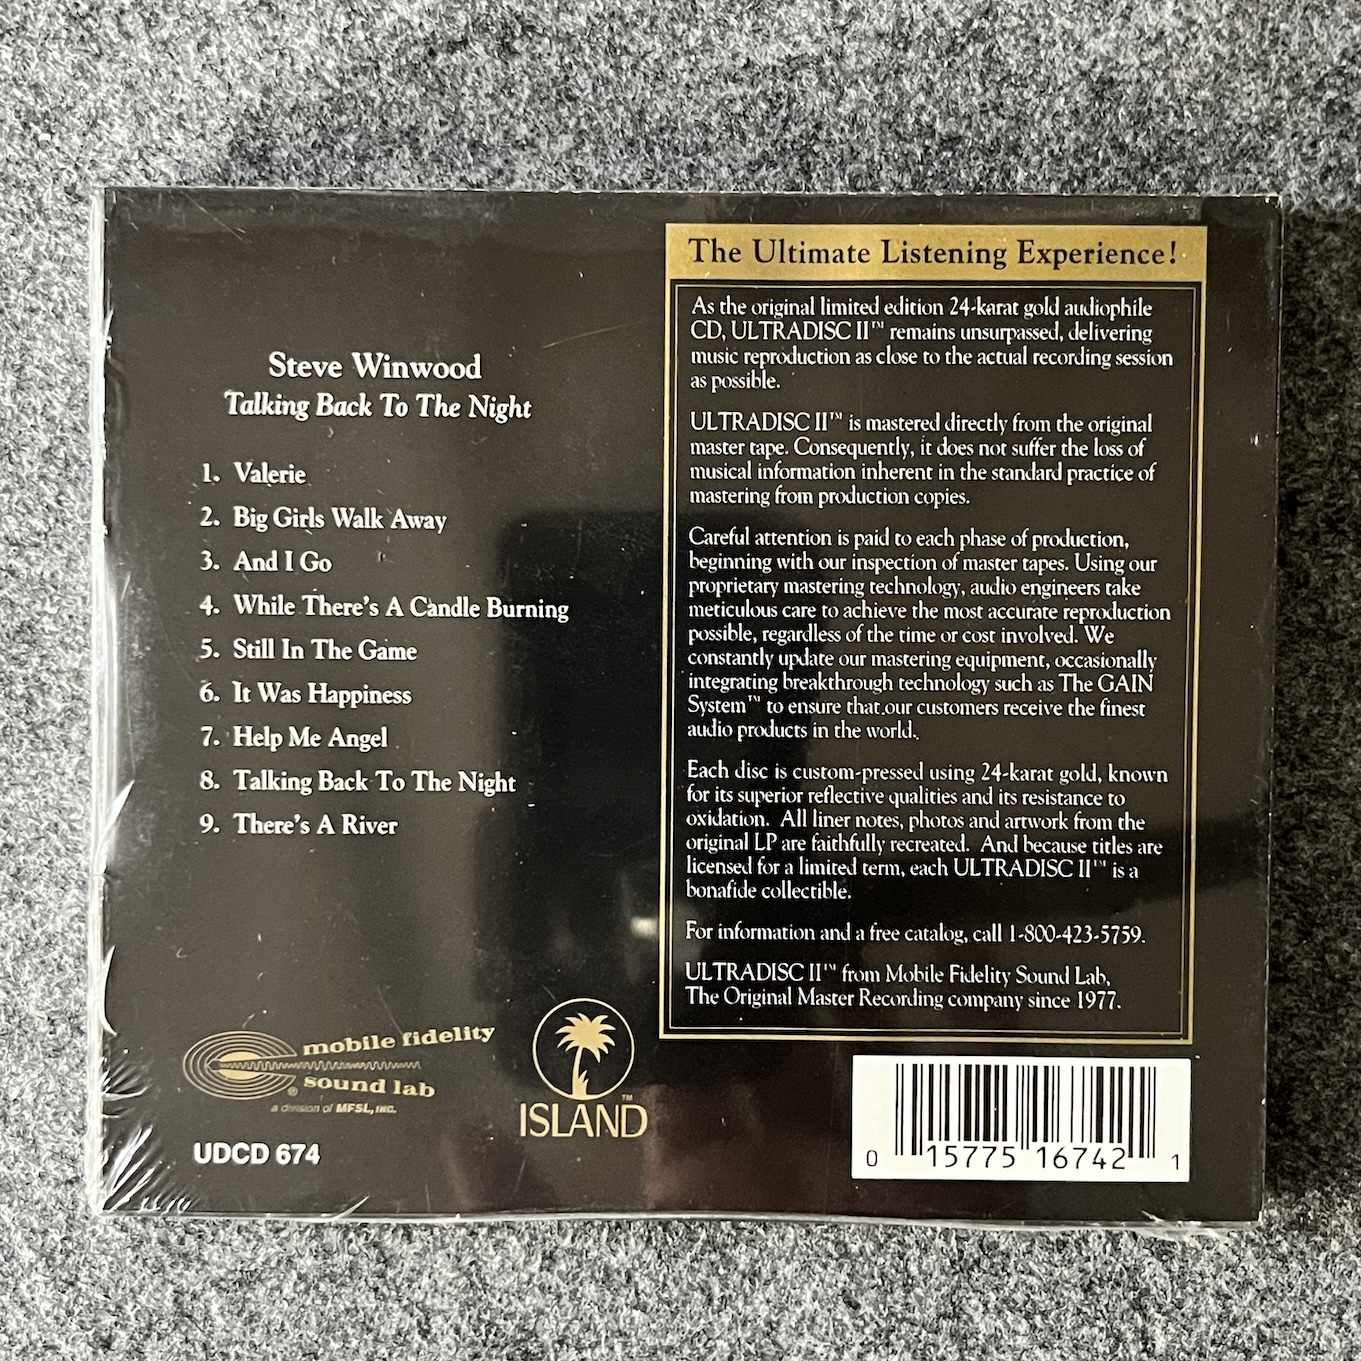 Steve Winwood
Talking Back To The Night
1. Valerie
2. Big Girls Walk Away
3. And I Go
4. While There's A Candle Burning
5. Still In The Game
6. It Was Happiness
7. Help Me Angel
8. Talking Back To The Night
9. There's A River
mobile fidelity
sound lab
®
a division of MFSL, INC.
UDCD 674
ISLAND™
The Ultimate Listening Experience!
As the original limited edition 24-karat gold audiophile
CD, ULTRADISC II™ remains unsurpassed, delivering
music reproduction as close to the actual recording session
as possible.
ULTRADISC II™ is mastered directly from the original
master tape. Consequently, it does not suffer the loss of
musical information inherent in the standard practice of
mastering from production copies.
Careful attention is paid to each phase of production,
beginning with our inspection of master tapes. Using our
proprietary mastering technology, audio engineers take
meticulous care to achieve the most accurate reproduction
possible, regardless of the time or cost involved. We
constantly update our mastering equipment, occasionally
integrating breakthrough technology such as The GAIN
System™ to ensure that our customers receive the finest
audio products in the world.
Each disc is custom-pressed using 24-karat gold, known
for its superior reflective qualities and its resistance to
oxidation. All liner notes, photos and artwork from the
original LP are faithfully recreated. And because titles are
licensed for a limited term, each ULTRADISC II™ is a
bonafide collectible.
For information and a free catalog, call 1-800-423-5759.
ULTRADISC II™ from Mobile Fidelity Sound Lab,
The Original Master Recording company since 1977.
0 15775 16742 1